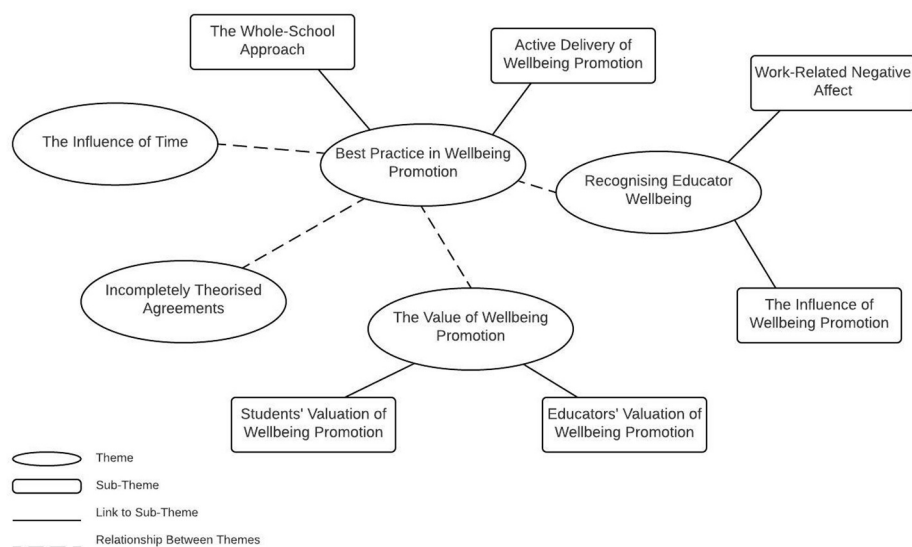 The Whole-School
Approach
Active Delivery of
Wellbeing Promotion
Work-Related Negative
Affect
The Influence of Time
Best Practice in Wellbeing
Promotion
Recognising Educator
Wellbeing
Incompletely Theorised
Agreements
The Value of Wellbeing
Promotion
The Influence of
Wellbeing Promotion
Students' Valuation of
Wellbeing Promotion
Educators' Valuation of
Wellbeing Promotion
Theme
Sub-Theme
Link to Sub-Theme
Relationship Between Themes